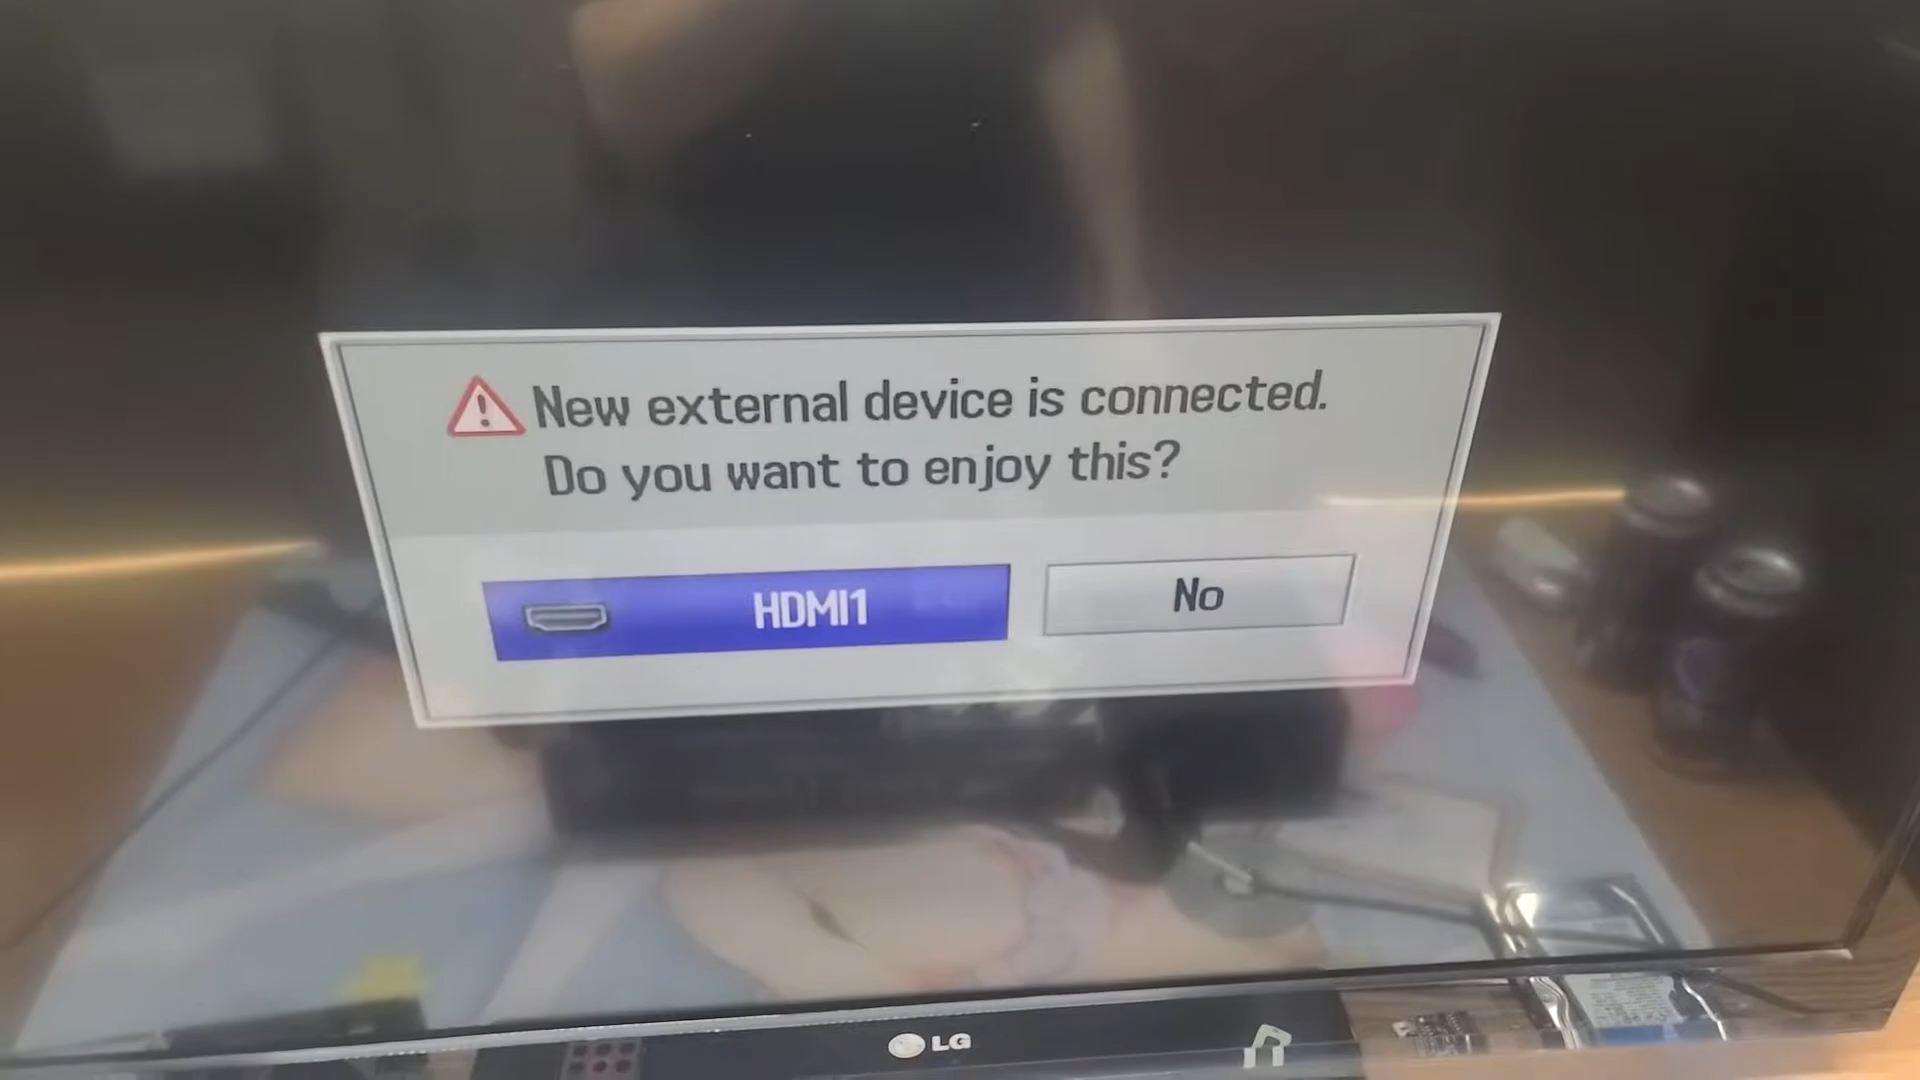 New external device is connected.
Do you want to enjoy this?
HDMI1
No
LG